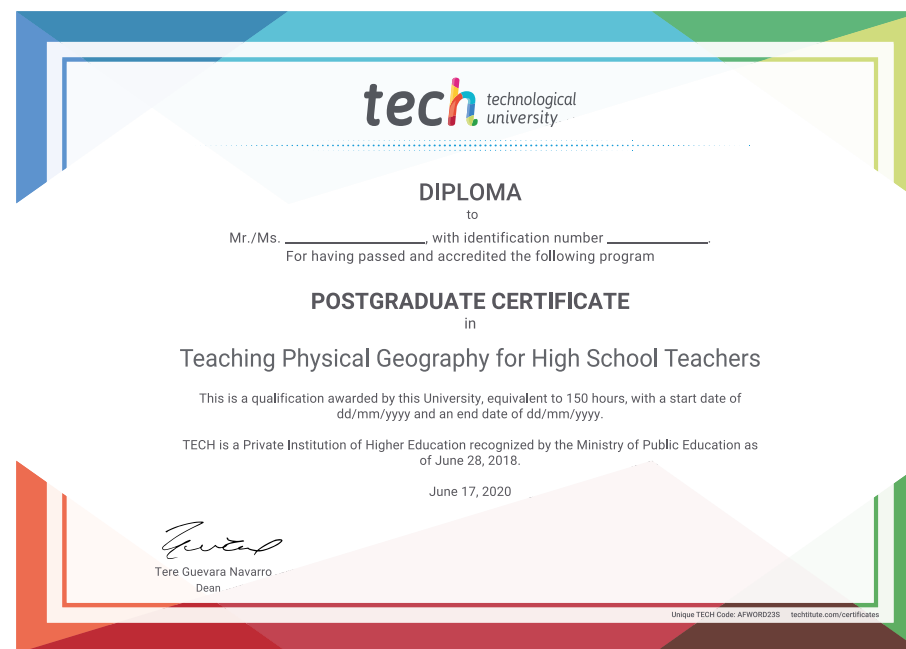 tech technological
university
DIPLOMA
to
Mr./Ms. ____________________, with identification number ______________.
For having passed and accredited the following program
POSTGRADUATE CERTIFICATE
in
Teaching Physical Geography for High School Teachers
This is a qualification awarded by this University, equivalent to 150 hours, with a start date of
dd/mm/yyyy and an end date of dd/mm/yyyy.
TECH is a Private Institution of Higher Education recognized by the Ministry of Public Education as
of June 28, 2018.
June 17, 2020
Tere Guevara Navarro
Dean
Unique TECH Code: AFWORD23S techtitute.com/certificates